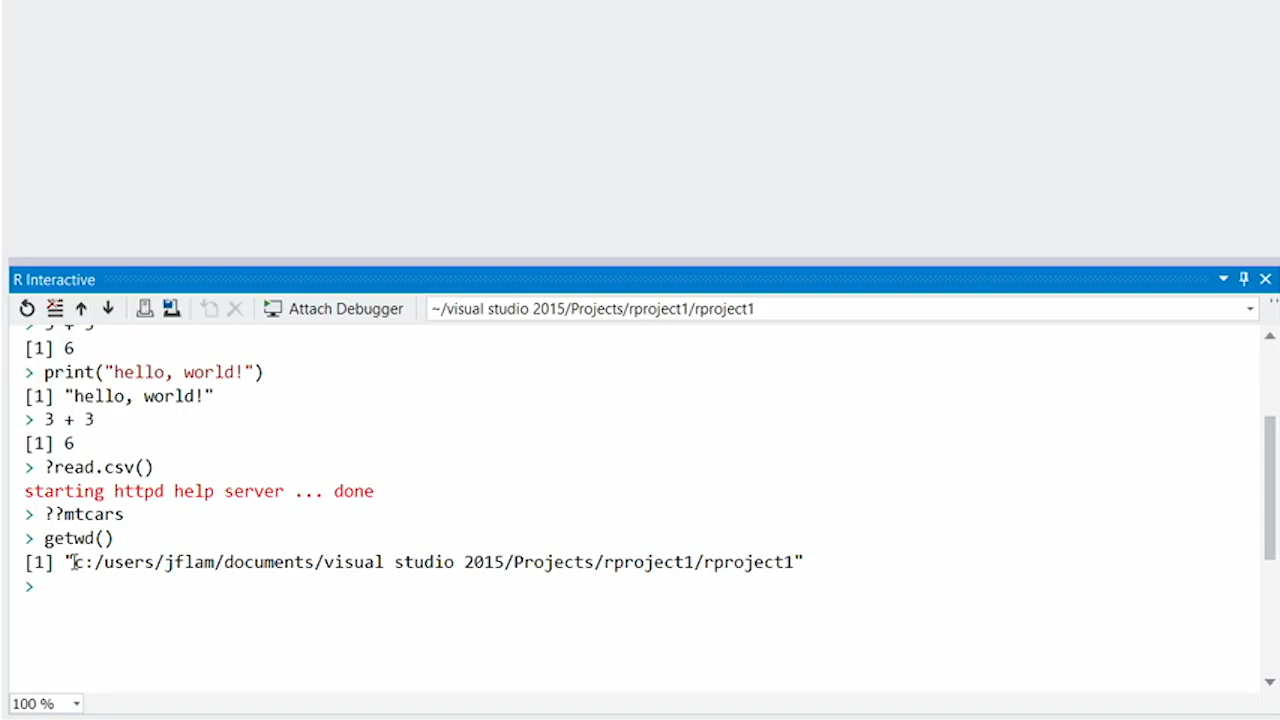 R Interactive
Attach Debugger ~/visual studio 2015/Projects/rproject1/rproject1
> 3 + 3
[1] 6
> print("hello, world!")
[1] "hello, world!"
> 3 + 3
[1] 6
> ?read.csv()
starting httpd help server ... done
> ??mtcars
> getwd()
[1] "c:/users/jflam/documents/visual studio 2015/Projects/rproject1/rproject1"
>
100 %